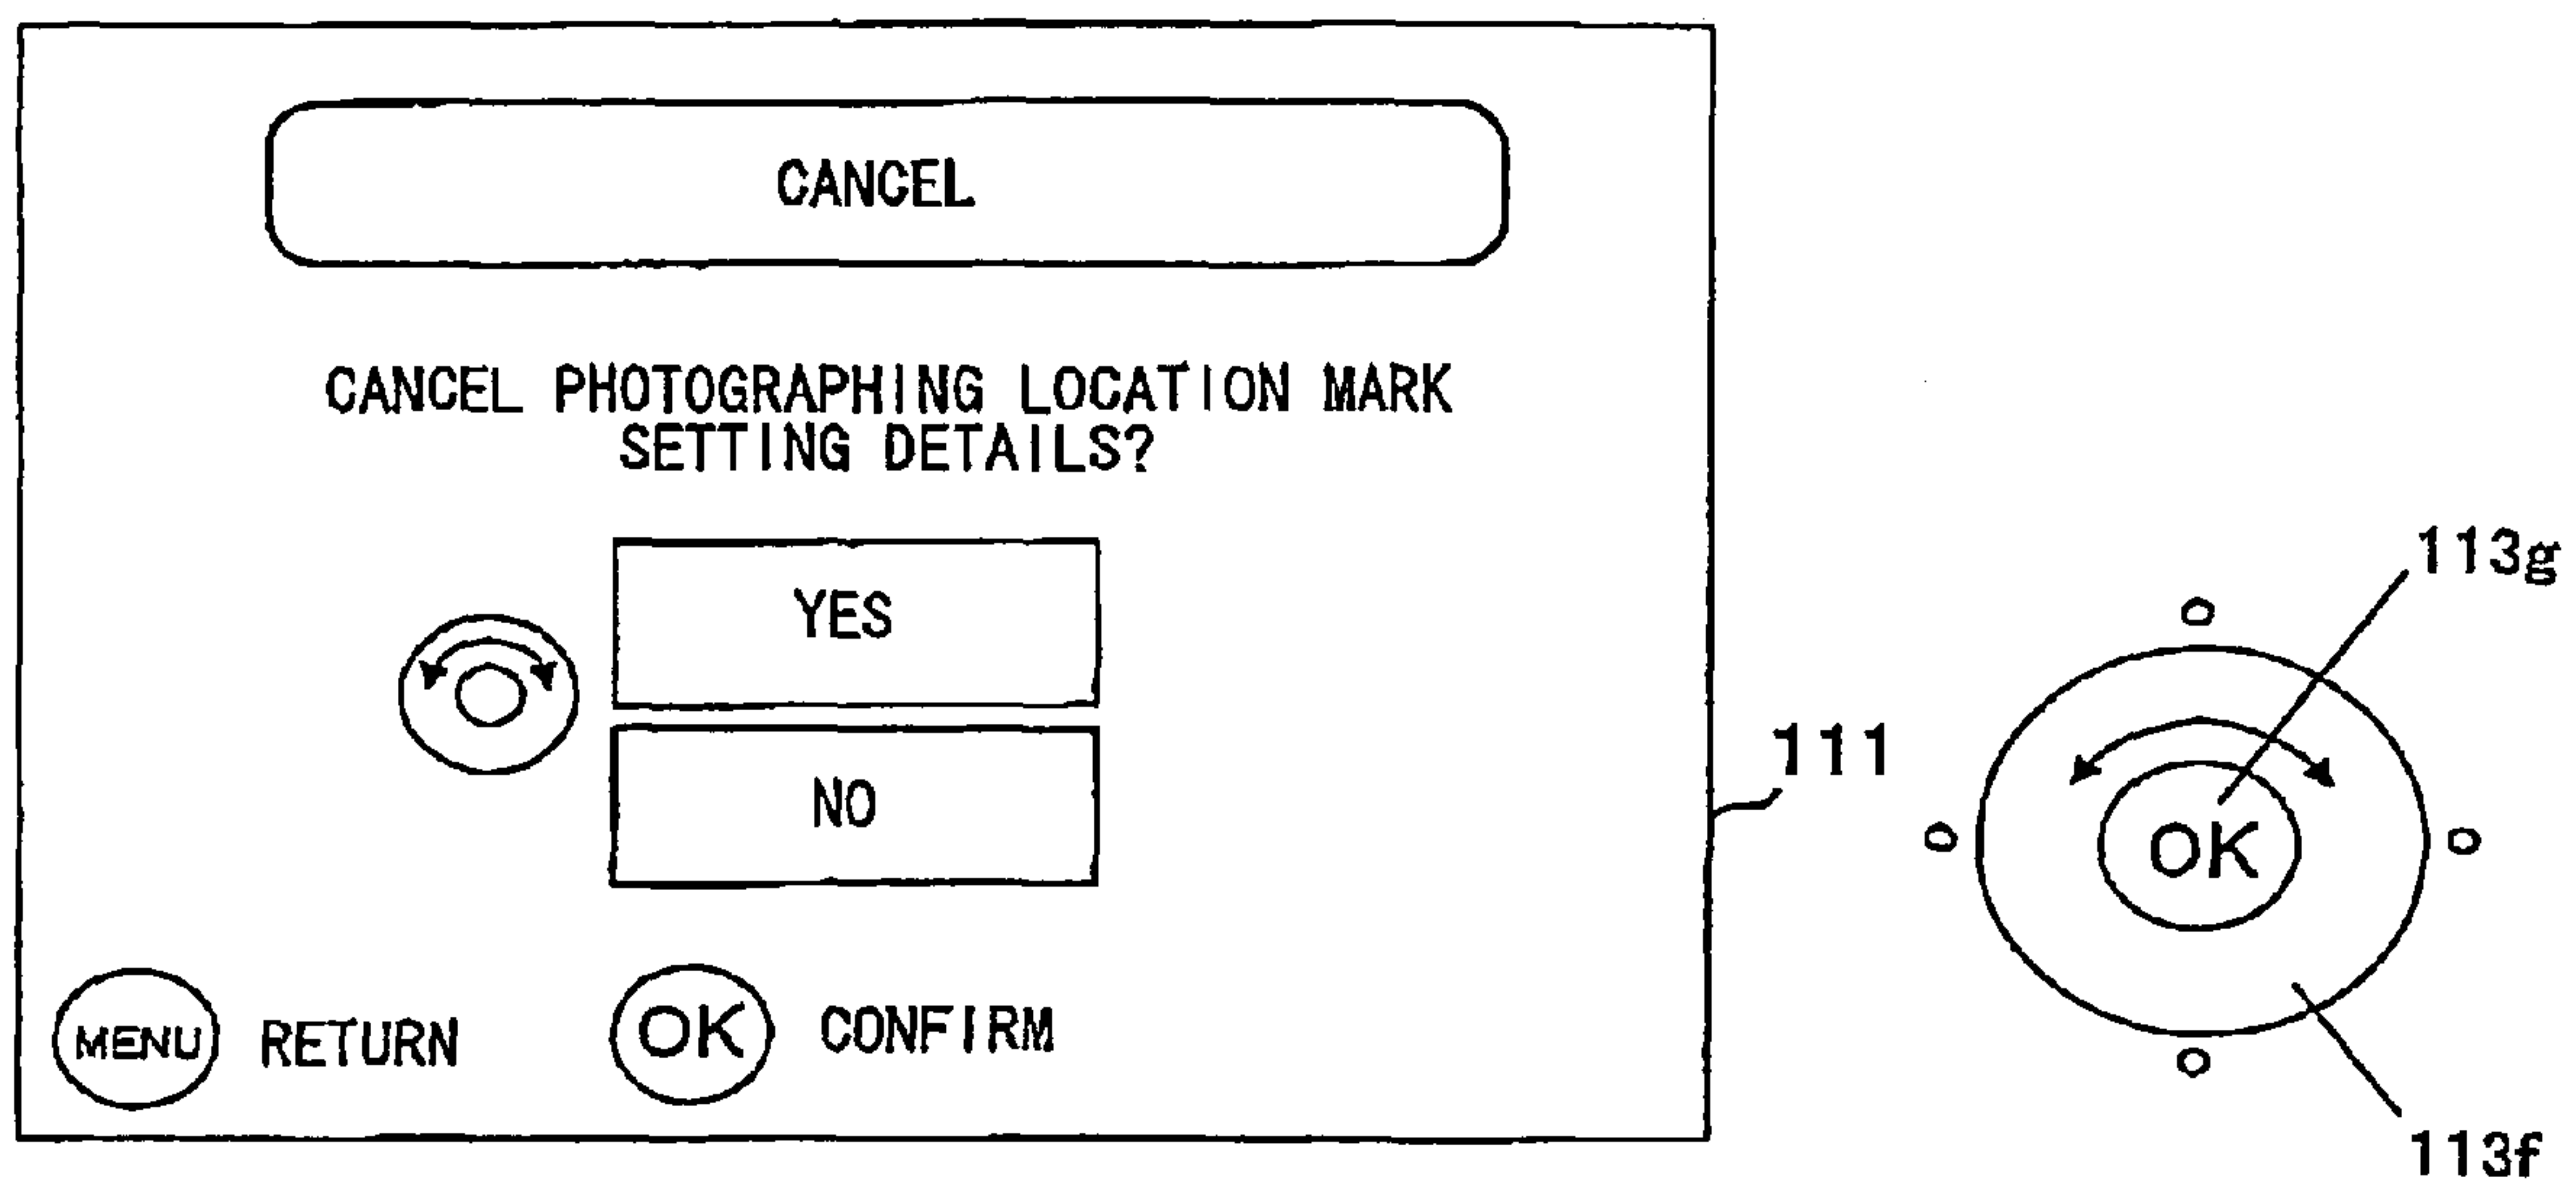 CANCEL
CANCEL PHOTOGRAPHING LOCATION MARK
SETTING DETAILS?
YES
NO
MENU RETURN OK CONFIRM
111
113g
OK
113f